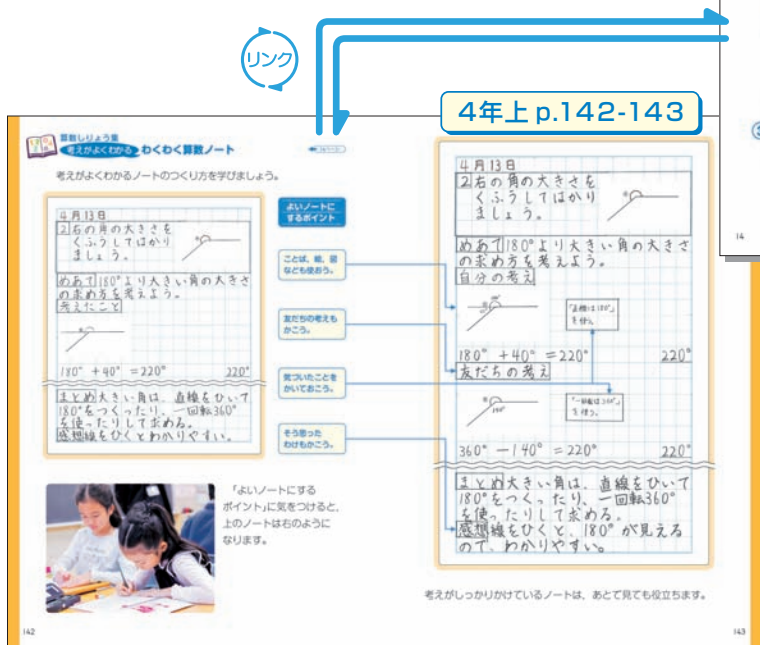 リンク
4年上 p.142-143
14
算数しりょう集
考えがよくわかる わくわく算数ノート
考えがよくわかるノートのつくり方を学びましょう。
4月13日
2 右の角の大きさを
くふうしてはかり
ましょう。
めあて 180°より大きい角の大きさ
の求め方を考えよう。
考えたこと
180° +40° =220° 220°
まとめ 大きい角は、直線をひいて
180°をつくったり、一回転360°
を使ったりして求める。
感想 線をひくとわかりやすい。
よいノートに
するポイント
ことば、絵、図
なども使おう。
友だちの考えも
かこう。
気づいたことを
かいておこう。
そう思った
わけもかこう。
「よいノートにする
ポイント」に気をつけると、
上のノートは右のように
なります。
142
4月13日
2 右の角の大きさを
くふうしてはかり
ましょう。
めあて 180°より大きい角の大きさ
の求め方を考えよう。
自分の考え
「直線は180°」
を使う。
180° +40° =220° 220°
友だちの考え
140°
「一回転は360°」
を使う。
360° −140° =220° 220°
まとめ 大きい角は、直線をひいて
180°をつくったり、一回転360°
を使ったりして求める。
感想 線をひくと、180°が見える
ので、わかりやすい。
考えがしっかりかけているノートは、あとで見ても役立ちます。
143